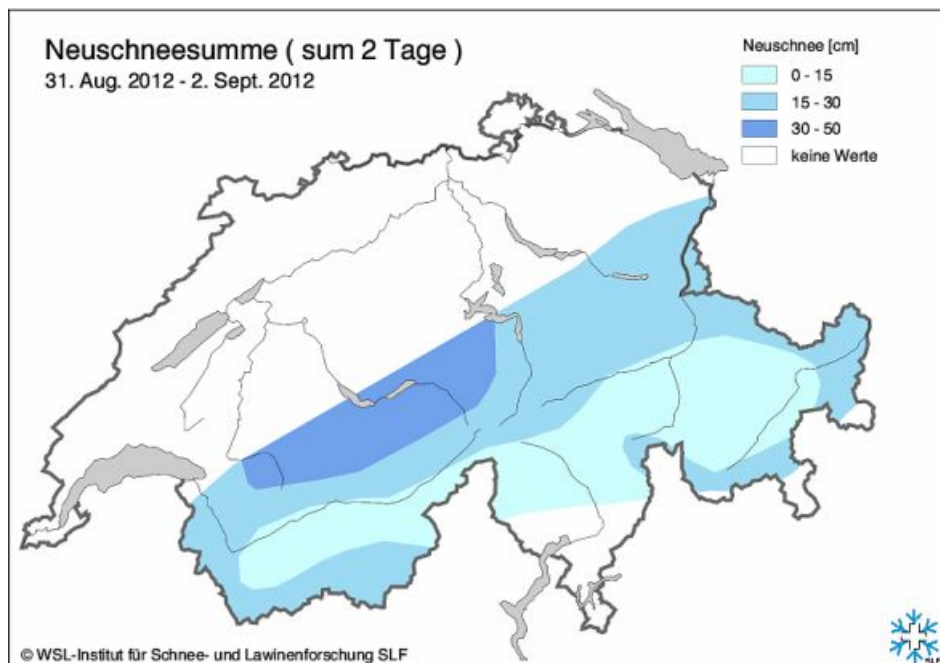 Neuschneesumme ( sum 2 Tage )
31. Aug. 2012 - 2. Sept. 2012
Neuschnee [cm]
0 - 15
15 - 30
30 - 50
keine Werte
© WSL-Institut für Schnee- und Lawinenforschung SLF
SLF